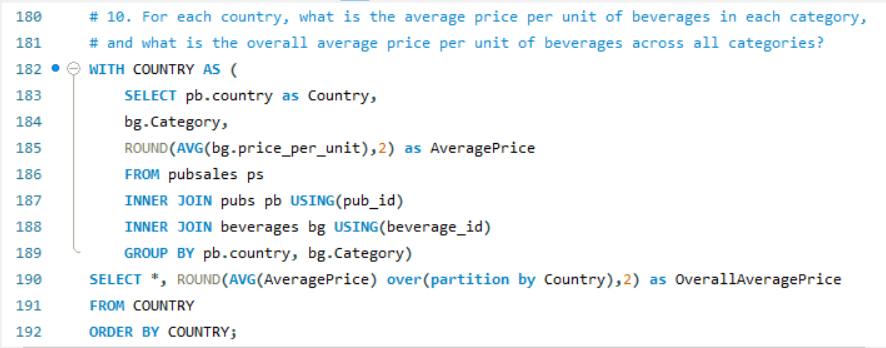 180 # 10. For each country, what is the average price per unit of beverages in each category,
181 # and what is the overall average price per unit of beverages across all categories?
182 WITH COUNTRY AS (
183 SELECT pb.country as Country,
184 bg.Category,
185 ROUND(AVG(bg.price_per_unit),2) as AveragePrice
186 FROM pubsales ps
187 INNER JOIN pubs pb USING(pub_id)
188 INNER JOIN beverages bg USING(beverage_id)
189 GROUP BY pb.country, bg.Category)
190 SELECT *, ROUND(AVG(AveragePrice) over(partition by Country),2) as OverallAveragePrice
191 FROM COUNTRY
192 ORDER BY COUNTRY;